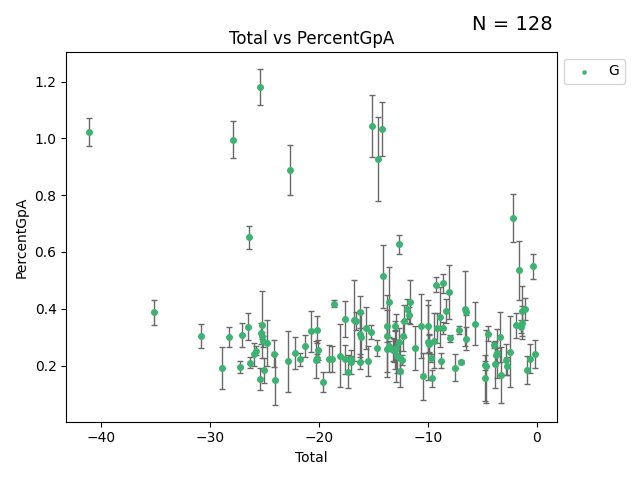 N = 128
Total vs PercentGpA
G
PercentGpA
1.2
1.0
0.8
0.6
0.4
0.2
−40 −30 −20 −10 0
Total